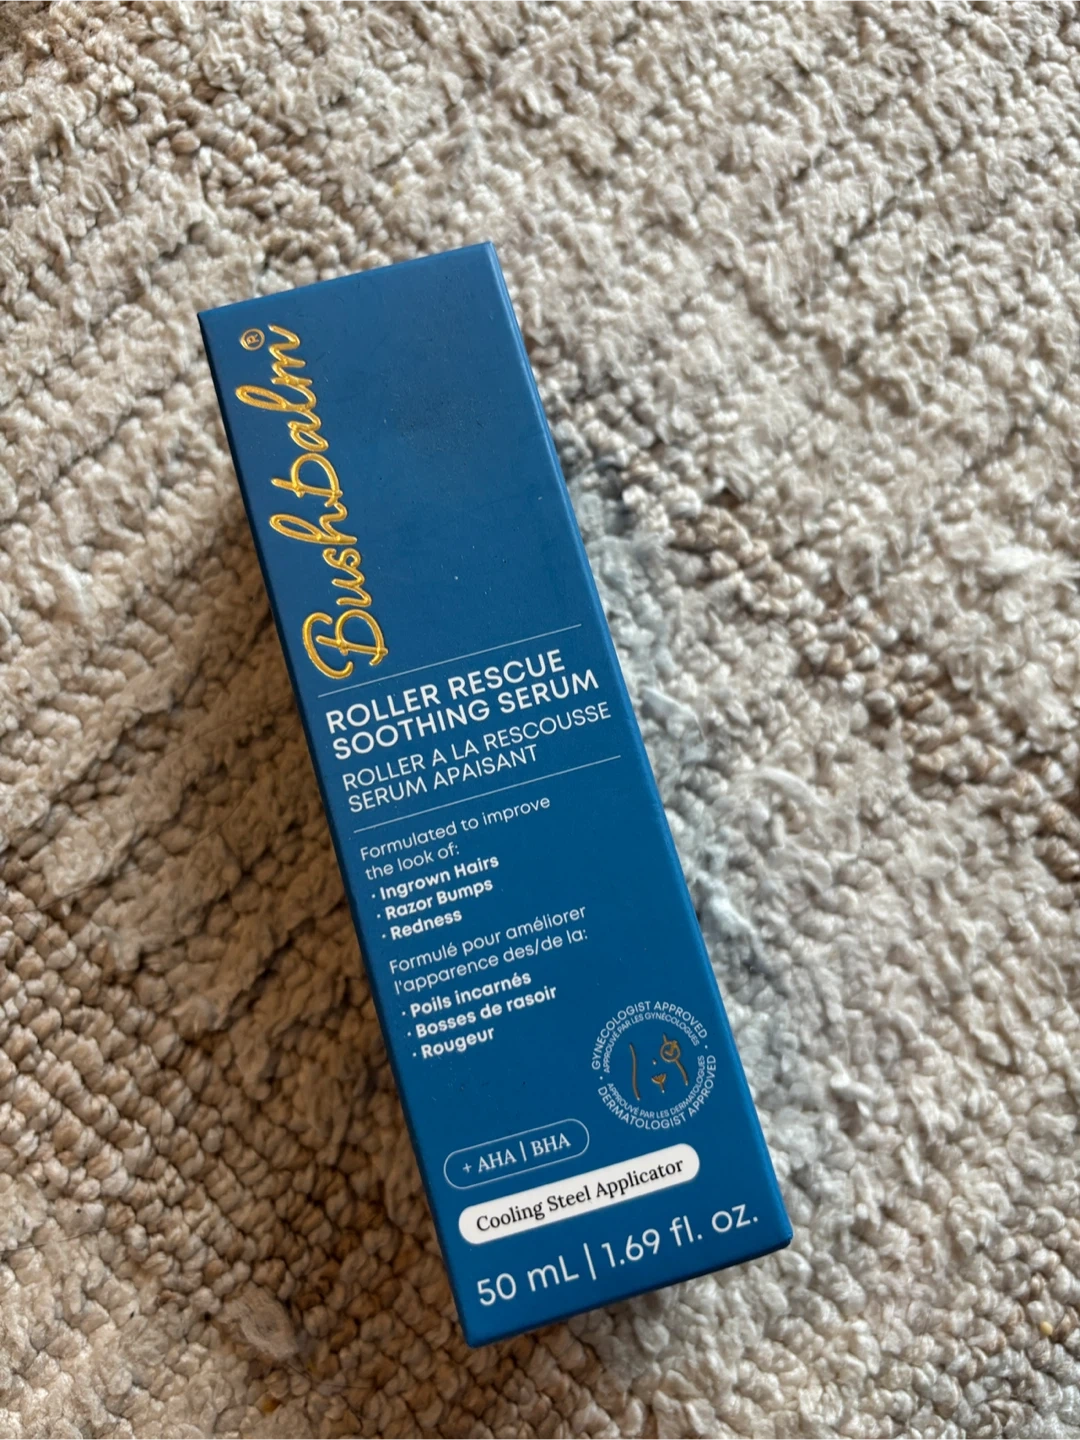 Bushbalm®
ROLLER RESCUE
SOOTHING SERUM
ROLLER A LA RESCOUSSE
SERUM APAISANT
Formulated to improve
the look of:
· Ingrown Hairs
· Razor Bumps
· Redness
Formulé pour améliorer
l'apparence des/de la:
· Poils incarnés
· Bosses de rasoir
· Rougeur
GYNECOLOGIST APPROVED
APPROUVÉ PAR LES GYNÉCOLOGUES
APPROUVÉ PAR LES DERMATOLOGUES
DERMATOLOGIST APPROVED
+ AHA | BHA
Cooling Steel Applicator
50 mL | 1.69 fl. oz.